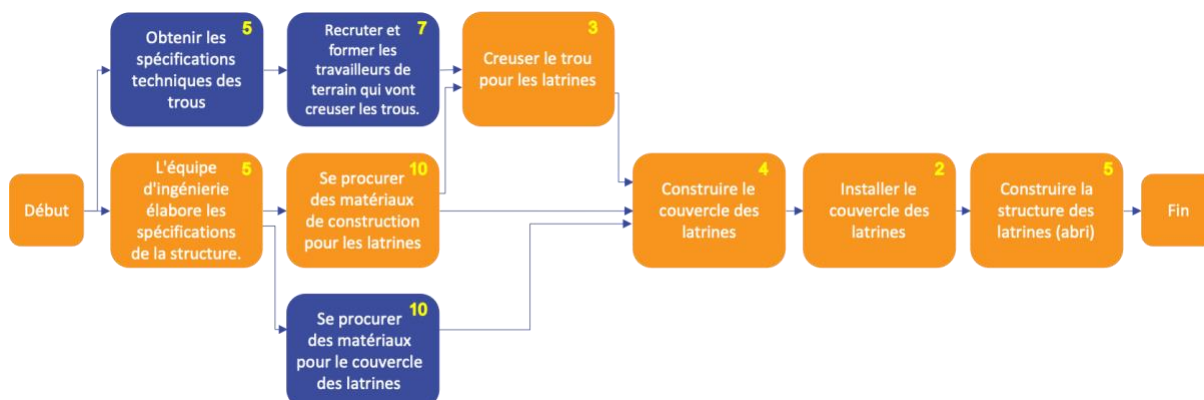 5
Obtenir les
spécifications
techniques des
trous
7
Recruter et
former les
travailleurs de
terrain qui vont
creuser les trous.
3
Creuser le trou
pour les latrines
Début
5
L'équipe
d'ingénierie
élabore les
spécifications
de la structure.
10
Se procurer
des matériaux
de construction
pour les latrines
10
Se procurer
des matériaux
pour le couvercle
des latrines
4
Construire le
couvercle des
latrines
2
Installer le
couvercle des
latrines
5
Construire la
structure des
latrines (abri)
Fin